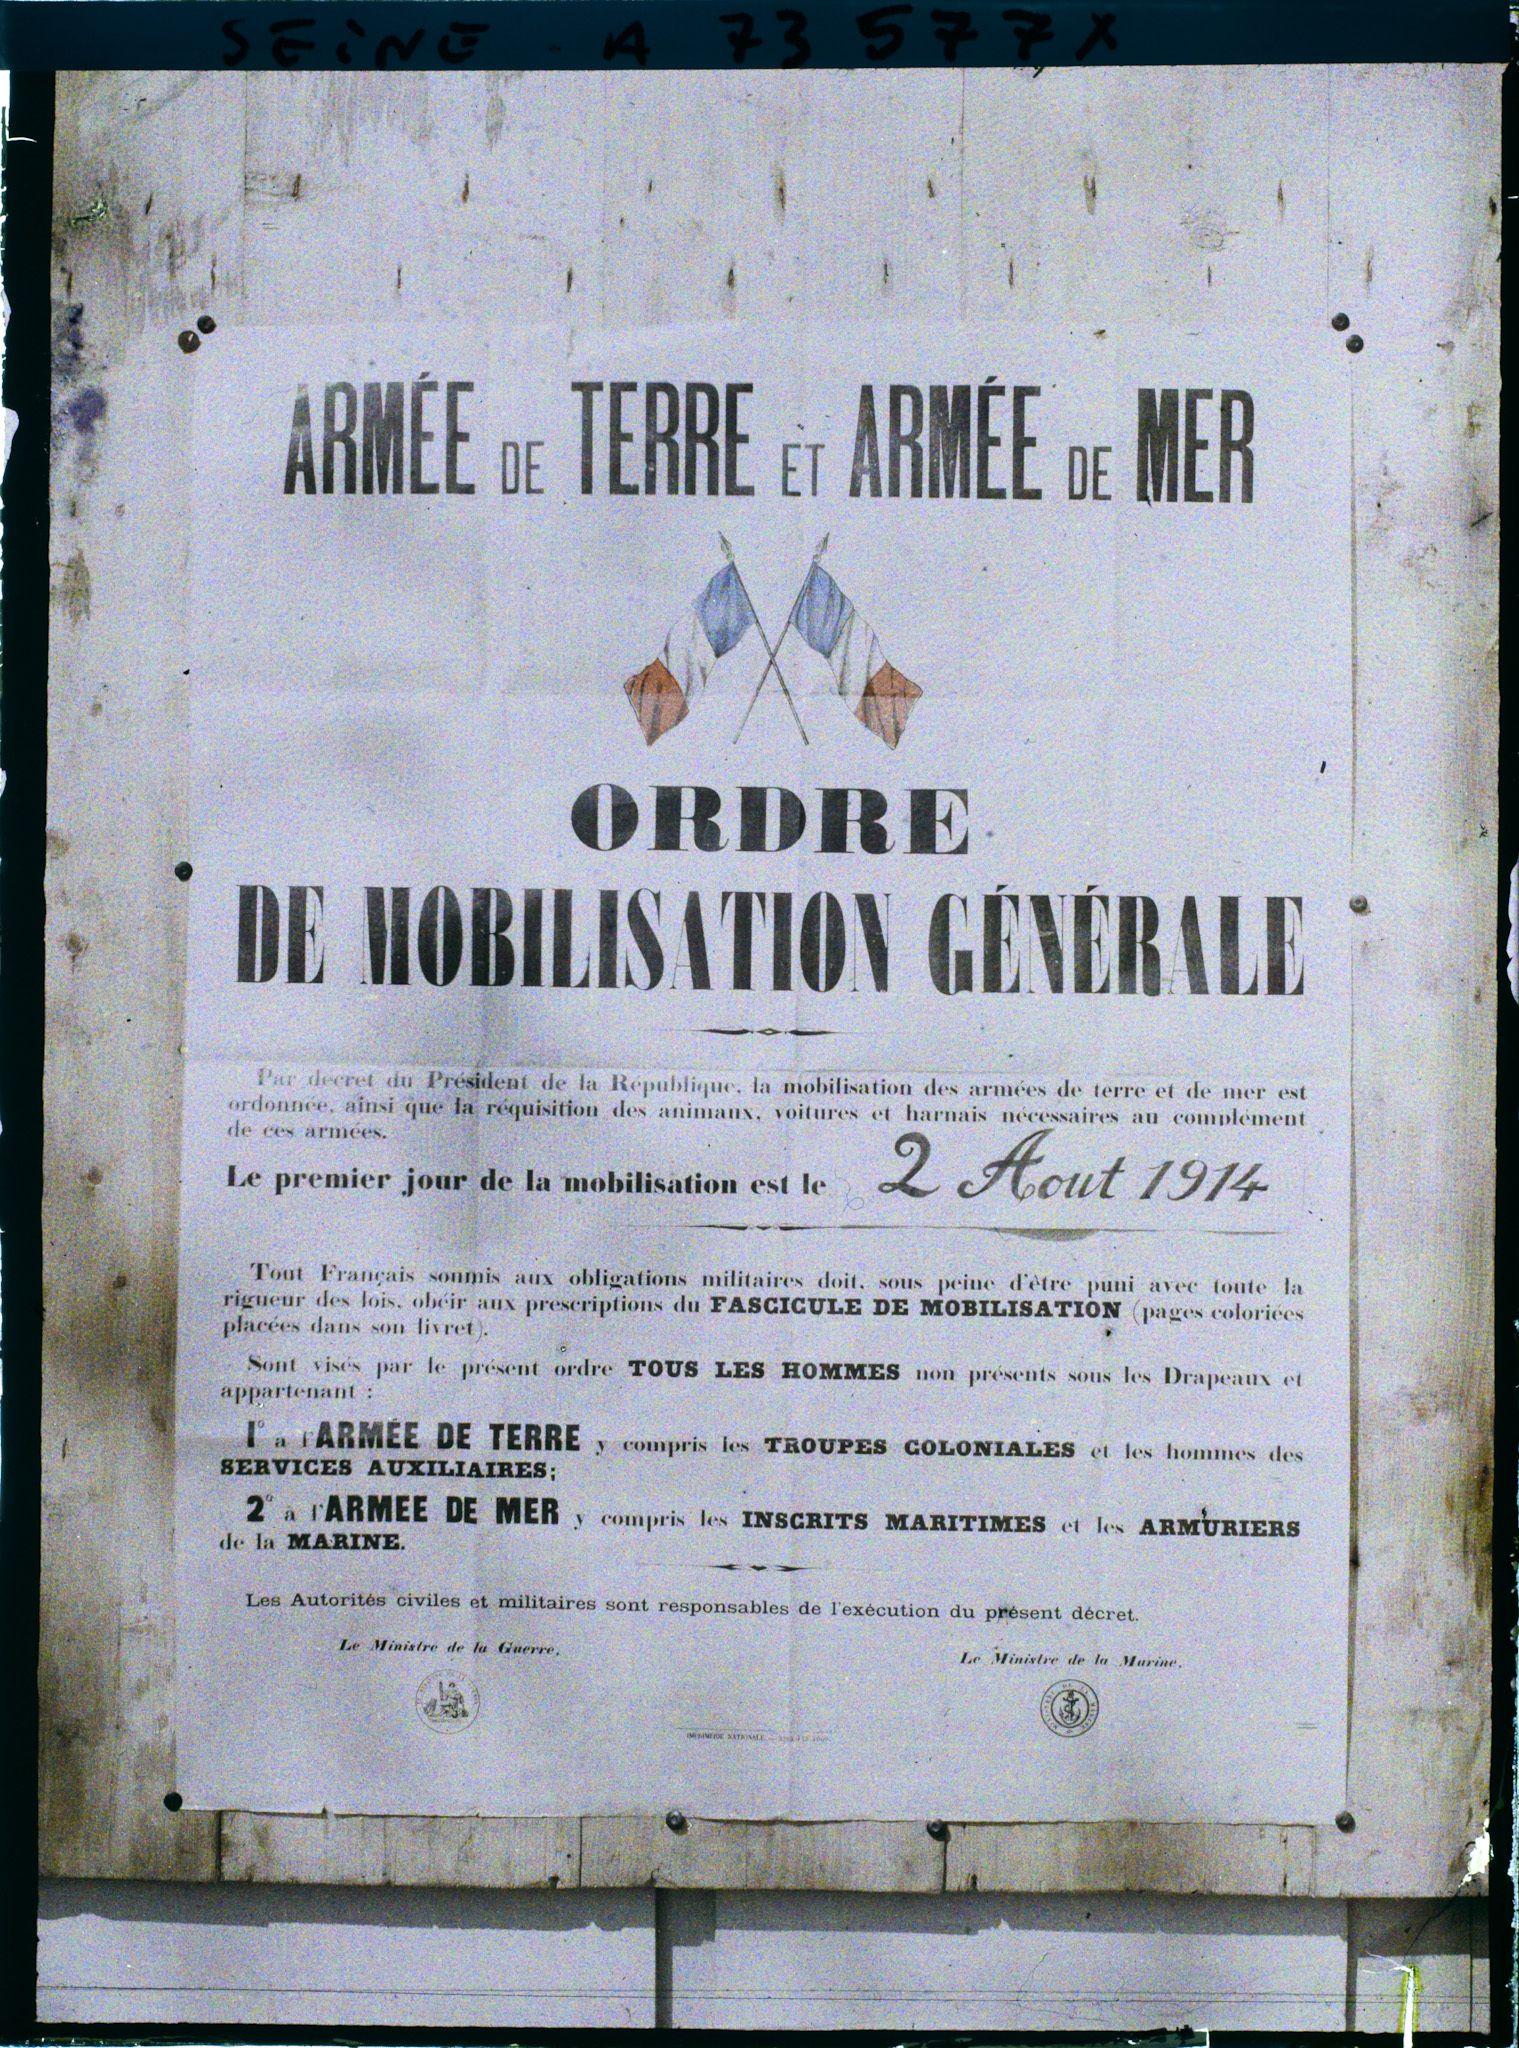 SEINE - A 73 577 X
ARMÉE DE TERRE ET ARMÉE DE MER
ORDRE
DE MOBILISATION GÉNÉRALE
Par décret du Président de la République, la mobilisation des armées de terre et de mer est
ordonnée, ainsi que la réquisition des animaux, voitures et harnais nécessaires au complément
de ces armées.
Le premier jour de la mobilisation est le 2 Aout 1914
Tout Français soumis aux obligations militaires doit, sous peine d'être puni avec toute la
rigueur des lois, obéir aux prescriptions du FASCICULE DE MOBILISATION (pages coloriées
placées dans son livret).
Sont visés par le présent ordre TOUS LES HOMMES non présents sous les Drapeaux et
appartenant :
1° à l'ARMÉE DE TERRE y compris les TROUPES COLONIALES et les hommes des
SERVICES AUXILIAIRES;
2° à l'ARMÉE DE MER y compris les INSCRITS MARITIMES et les ARMURIERS
de la MARINE.
Les Autorités civiles et militaires sont responsables de l'exécution du présent décret.
Le Ministre de la Guerre,
Le Ministre de la Marine,
IMPRIMERIE NATIONALE.